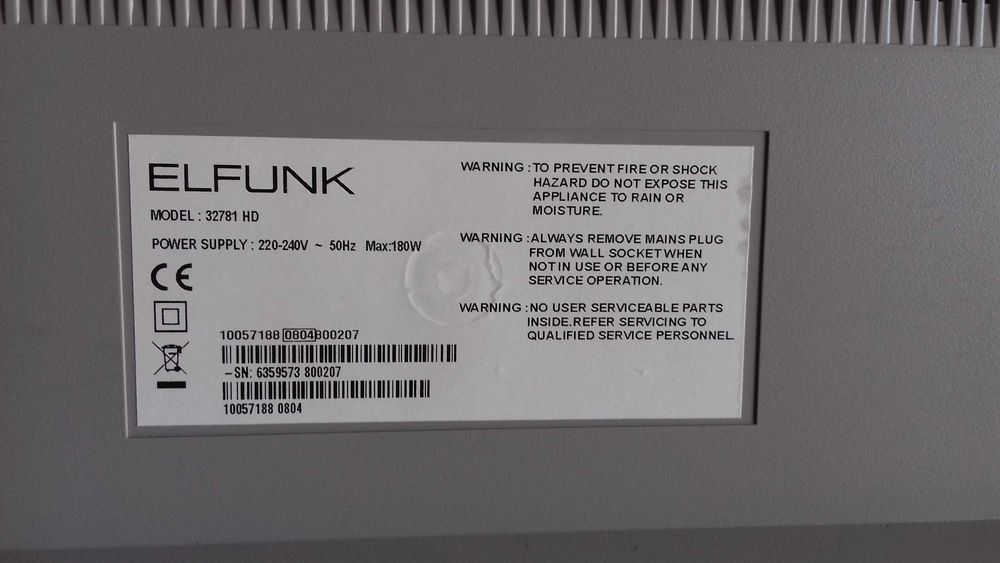 ELFUNK
MODEL : 32781 HD
POWER SUPPLY : 220-240V ~ 50Hz Max:180W
CE
10057188 0804 800207
–SN: 6359573 800207
10057188 0804
WARNING : TO PREVENT FIRE OR SHOCK
HAZARD DO NOT EXPOSE THIS
APPLIANCE TO RAIN OR
MOISTURE.
WARNING : ALWAYS REMOVE MAINS PLUG
FROM WALL SOCKET WHEN
NOT IN USE OR BEFORE ANY
SERVICE OPERATION.
WARNING : NO USER SERVICEABLE PARTS
INSIDE.REFER SERVICING TO
QUALIFIED SERVICE PERSONNEL.